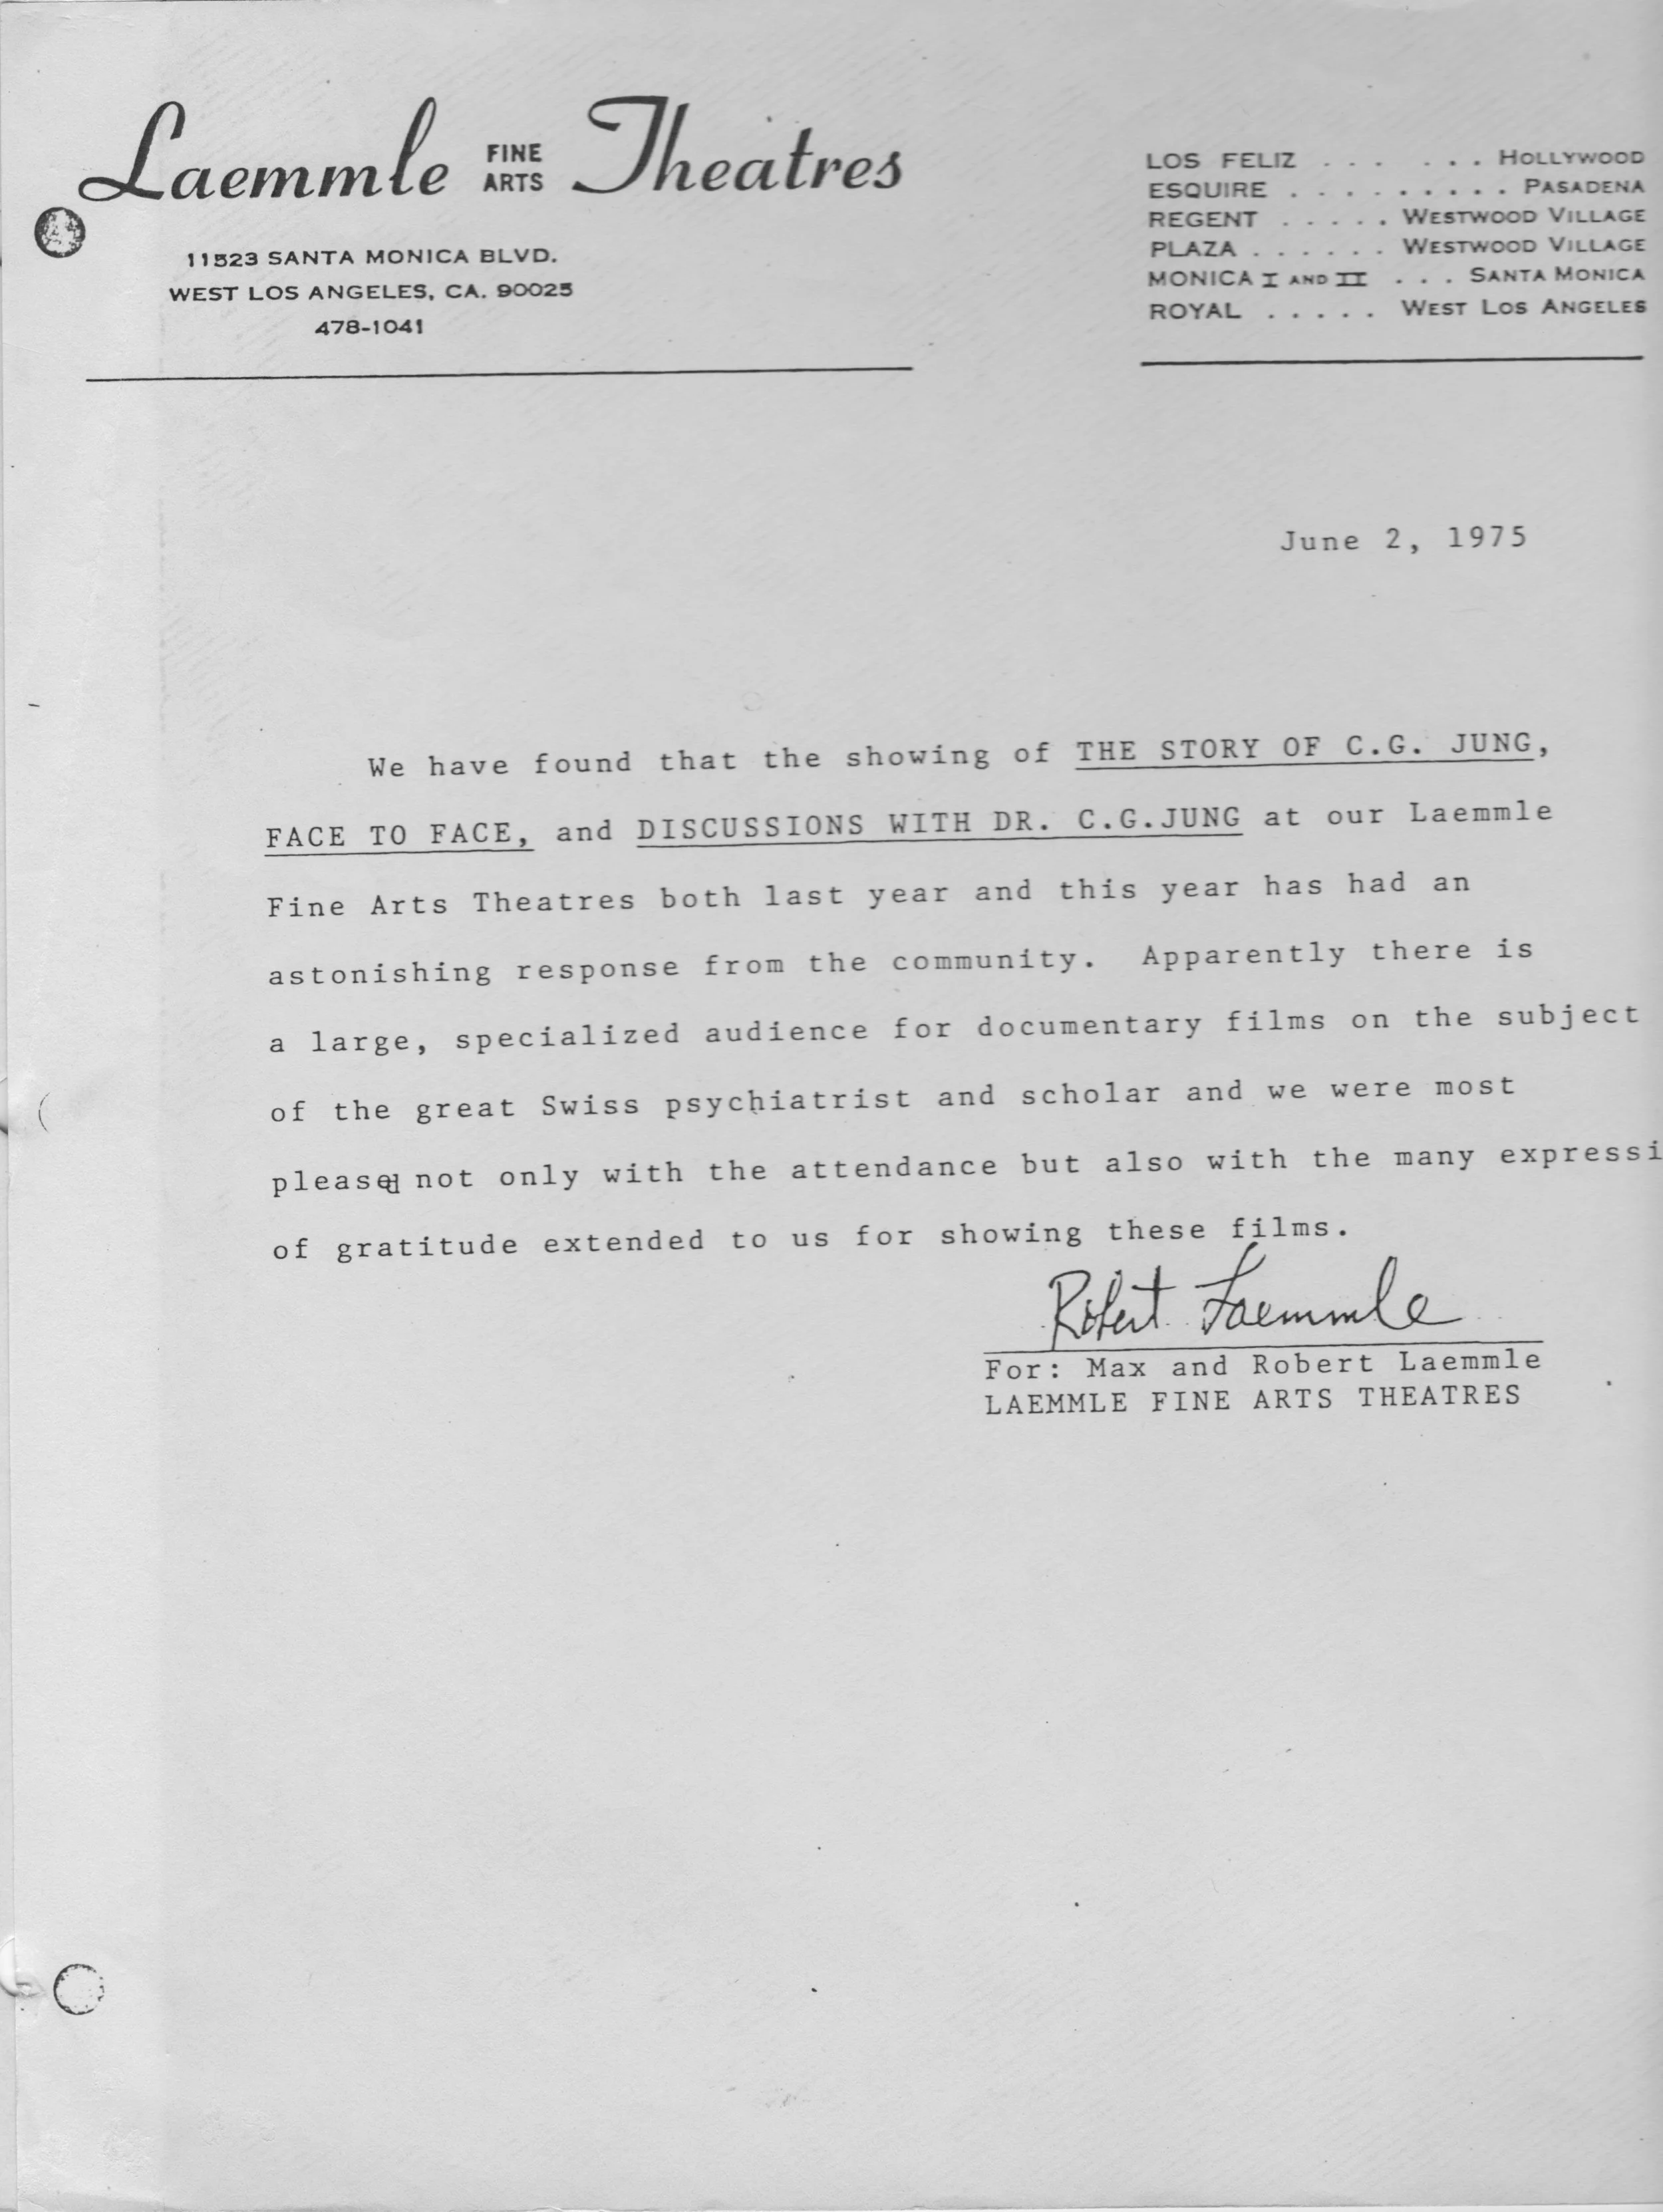 Laemmle FINE ARTS Theatres
11523 SANTA MONICA BLVD.
WEST LOS ANGELES, CA. 90025
478-1041
LOS FELIZ . . . . . . HOLLYWOOD
ESQUIRE . . . . . . . . . PASADENA
REGENT . . . . . WESTWOOD VILLAGE
PLAZA . . . . . . WESTWOOD VILLAGE
MONICA I AND II . . . SANTA MONICA
ROYAL . . . . . WEST LOS ANGELES
June 2, 1975
We have found that the showing of THE STORY OF C.G. JUNG,
FACE TO FACE, and DISCUSSIONS WITH DR. C.G.JUNG at our Laemmle
Fine Arts Theatres both last year and this year has had an
astonishing response from the community. Apparently there is
a large, specialized audience for documentary films on the subject
of the great Swiss psychiatrist and scholar and we were most
pleased not only with the attendance but also with the many expressi
of gratitude extended to us for showing these films.
Robert Laemmle
For: Max and Robert Laemmle
LAEMMLE FINE ARTS THEATRES